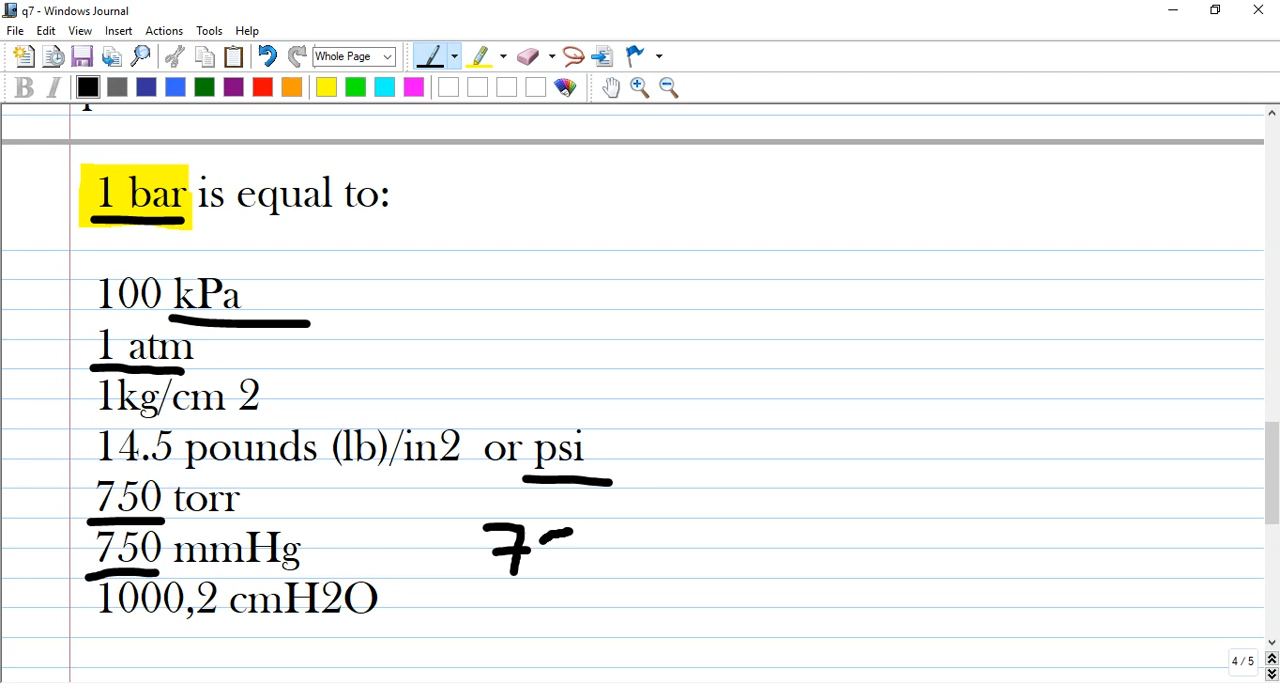 q7 - Windows Journal
File Edit View Insert Actions Tools Help
Whole Page
B I
1 bar is equal to:
100 kPa
1 atm
1kg/cm 2
14.5 pounds (lb)/in2 or psi
750 torr
750 mmHg
7
1000,2 cmH2O
4 / 5